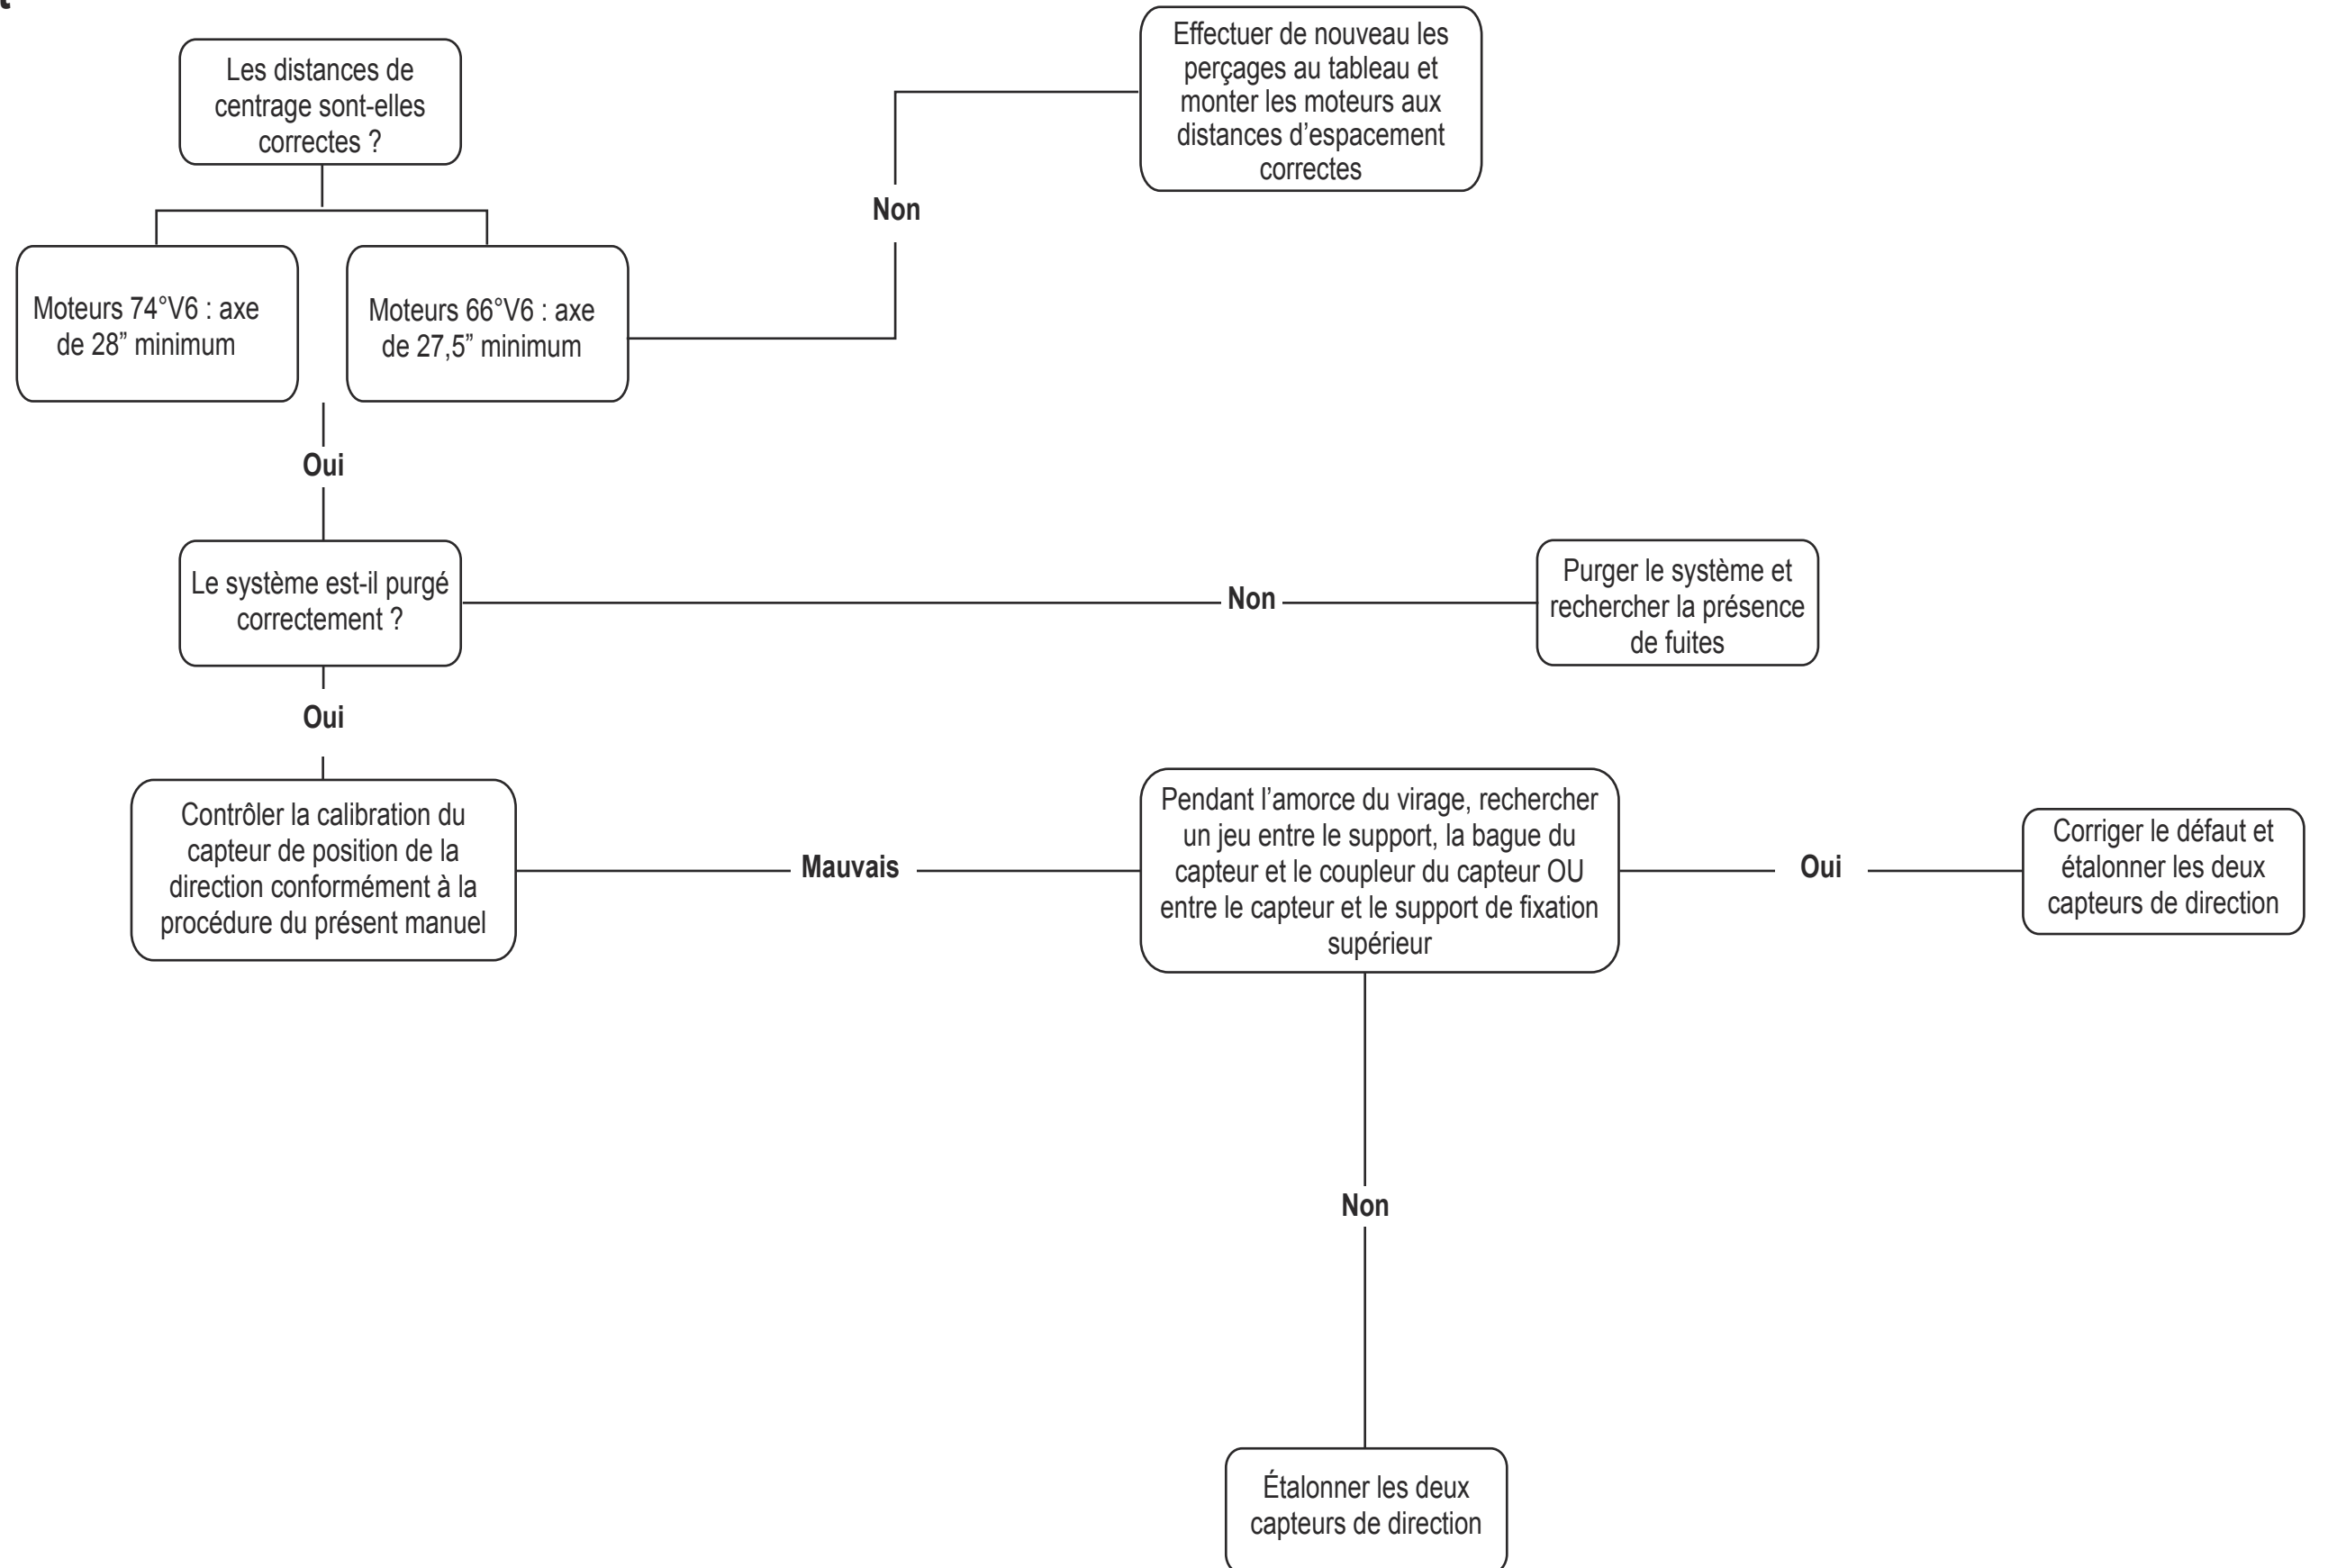 Les distances de
centrage sont-elles
correctes ?
Effectuer de nouveau les
perçages au tableau et
monter les moteurs aux
distances d’espacement
correctes
Non
Moteurs 74°V6 : axe
de 28” minimum
Moteurs 66°V6 : axe
de 27,5” minimum
Oui
Le système est-il purgé
correctement ?
Non
Purger le système et
rechercher la présence
de fuites
Oui
Contrôler la calibration du
capteur de position de la
direction conformément à la
procédure du présent manuel
Mauvais
Pendant l’amorce du virage, rechercher
un jeu entre le support, la bague du
capteur et le coupleur du capteur OU
entre le capteur et le support de fixation
supérieur
Oui
Corriger le défaut et
étalonner les deux
capteurs de direction
Non
Étalonner les deux
capteurs de direction